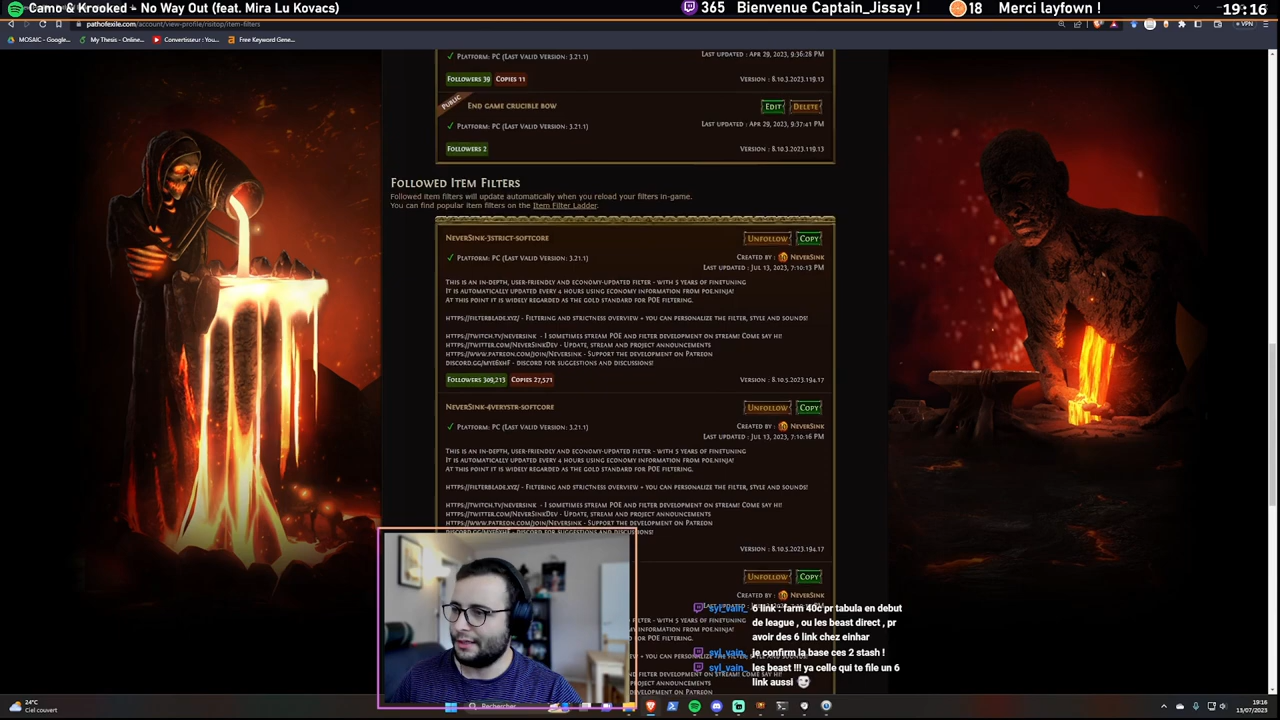 Camo & Krooked - No Way Out (feat. Mira Lu Kovacs)
365 Bienvenue Captain_Jissay !
18 Merci layfown !
19:16
pathofexile.com/account/view-profile/risitop/item-filters
VPN
MOSAIC - Google...
My Thesis - Online...
Convertisseur : You...
Free Keyword Gene...
Platform: PC (Last Valid Version: 3.21.1)
Last updated : Apr 29, 2023, 9:36:28 PM
Followers 39 Copies 11
Version : 8.10.3.2023.119.13
Public
End game crucible bow
Edit Delete
Platform: PC (Last Valid Version: 3.21.1)
Last updated : Apr 29, 2023, 9:37:41 PM
Followers 2
Version : 8.10.3.2023.119.13
Followed Item Filters
Followed item filters will update automatically when you reload your filters in-game.
You can find popular item filters on the Item Filter Ladder.
NeverSink-3strict-softcore
Unfollow Copy
Platform: PC (Last Valid Version: 3.21.1)
Created by : NeverSink
Last updated : Jul 13, 2023, 7:10:13 PM
This is an in-depth, user-friendly and economy-updated filter - with 5 years of finetuning
It is automatically updated every 4 hours using economy information from poe.ninja!
At this point it is widely regarded as the gold standard for POE filtering.
https://filterblade.xyz/ - Filtering and strictness overview + you can personalize the filter, style and sounds!
https://twitch.tv/neversink - I sometimes stream POE and filter development on stream! Come say hi!
https://twitter.com/NeverSinkDev - Update, stream and project announcements
https://www.patreon.com/join/Neversink - Support the development on Patreon
- discord for suggestions and discussions!
Followers 309,213 Copies 27,571
Version : 8.10.5.2023.194.17
NeverSink-4verystr-softcore
Unfollow Copy
Platform: PC (Last Valid Version: 3.21.1)
Created by : NeverSink
Last updated : Jul 13, 2023, 7:10:16 PM
This is an in-depth, user-friendly and economy-updated filter - with 5 years of finetuning
It is automatically updated every 4 hours using economy information from poe.ninja!
At this point it is widely regarded as the gold standard for POE filtering.
https://filterblade.xyz/ - Filtering and strictness overview + you can personalize the filter, style and sounds!
https://twitch.tv/neversink - I sometimes stream POE and filter development on stream! Come say hi!
https://twitter.com/NeverSinkDev - Update, stream and project announcements
https://www.patreon.com/join/Neversink - Support the development on Patreon
Version : 8.10.5.2023.194.17
Unfollow Copy
Created by : NeverSink
syl_vain_ 6 link : farm 40c pr tabula en debut
de league , ou les beast direct , pr
avoir des 6 link chez einhar
syl_vain_ je confirm la base ces 2 stash !
syl_vain_ les beast !!! ya celle qui te file un 6
link aussi
24°C
Ciel couvert
Rechercher
19:16
13/07/2023